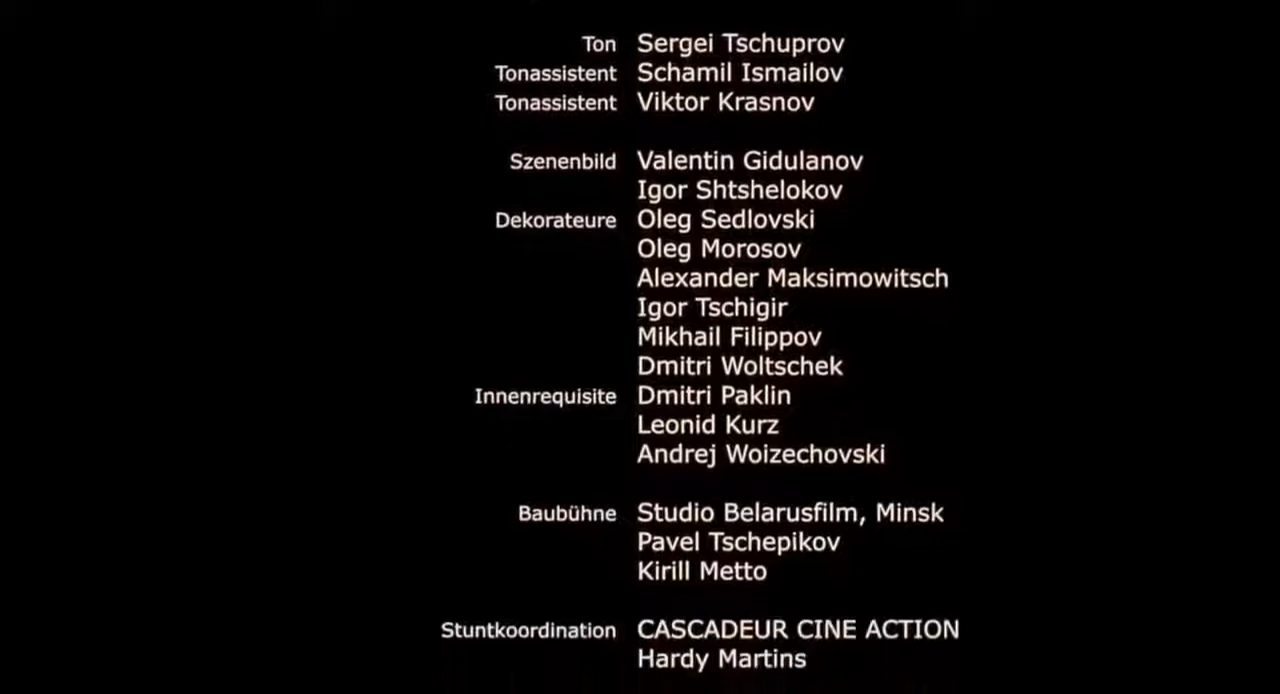 Ton Sergei Tschuprov
Tonassistent Schamil Ismailov
Tonassistent Viktor Krasnov
Szenenbild Valentin Gidulanov
Igor Shtshelokov
Dekorateure Oleg Sedlovski
Oleg Morosov
Alexander Maksimowitsch
Igor Tschigir
Mikhail Filippov
Dmitri Woltschek
Innenrequisite Dmitri Paklin
Leonid Kurz
Andrej Woizechovski
Baubühne Studio Belarusfilm, Minsk
Pavel Tschepikov
Kirill Metto
Stuntkoordination CASCADEUR CINE ACTION
Hardy Martins